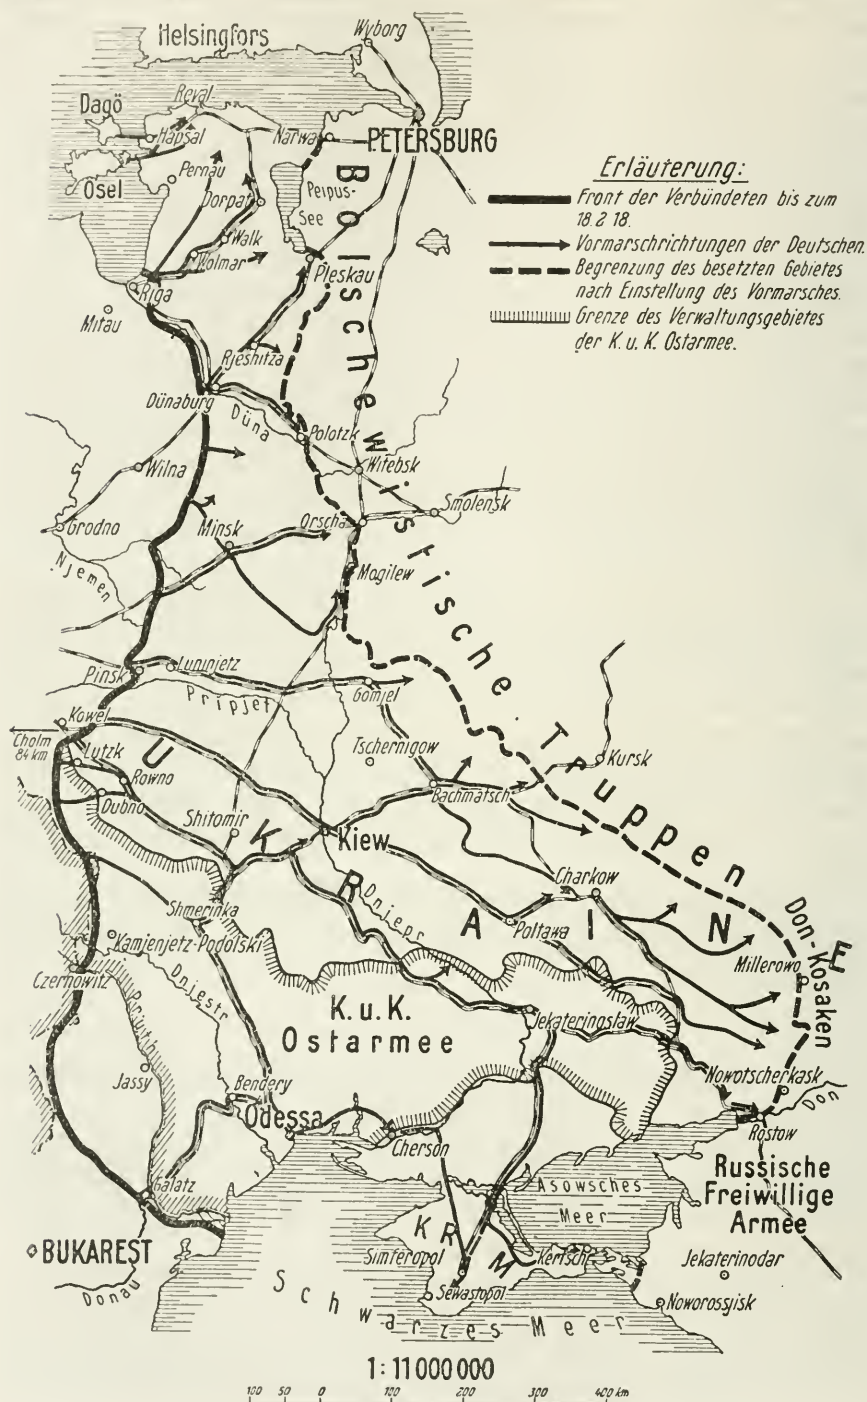 Helsingfors
Wyborg
Dagö
Reval
Hapsal
Narwa
PETERSBURG
Ösel
Pernau
Dorpat
Peipus-
See
Walk
Wolmar
Pleskau
Riga
Mitau
Rjeshitza
Dünaburg
Düna
Polotzk
Wilna
Witebsk
Smolensk
Grodno
Minsk
Orscha
Njemen
Mogilew
Bolschewistische Truppen
Erläuterung:
Front der Verbündeten bis zum
18.2.18.
Vormarschrichtungen der Deutschen.
Begrenzung des besetzten Gebietes
nach Einstellung des Vormarsches.
Grenze des Verwaltungsgebietes
der K. u. K. Ostarmee.
Pinsk
Luninjetz
Pripjet
Gomjel
Kowel
Cholm
84 km
Lutzk
Rowno
Dubno
Tschernigow
Kursk
Bachmatsch
Shitomir
Kiew
UKRAINE
Charkow
Shmerinka
Dnjepr
Poltawa
Kamjenjetz-Podolski
Czernowitz
Dnjestr
Millerowo
Don-Kosaken
K. u. K.
Ostarmee
Jekaterinoslaw
Pruth
Jassy
Bendery
Odessa
Nowotscherkask
Don
Cherson
Rostow
Galatz
Asowsches
Meer
Russische
Freiwillige
Armee
BUKAREST
Donau
KRM
Simferopol
Kertsch
Sewastopol
Jekaterinodar
Noworossjisk
Schwarzes Meer
1:11000000
100 50 0 100 200 300 400 km